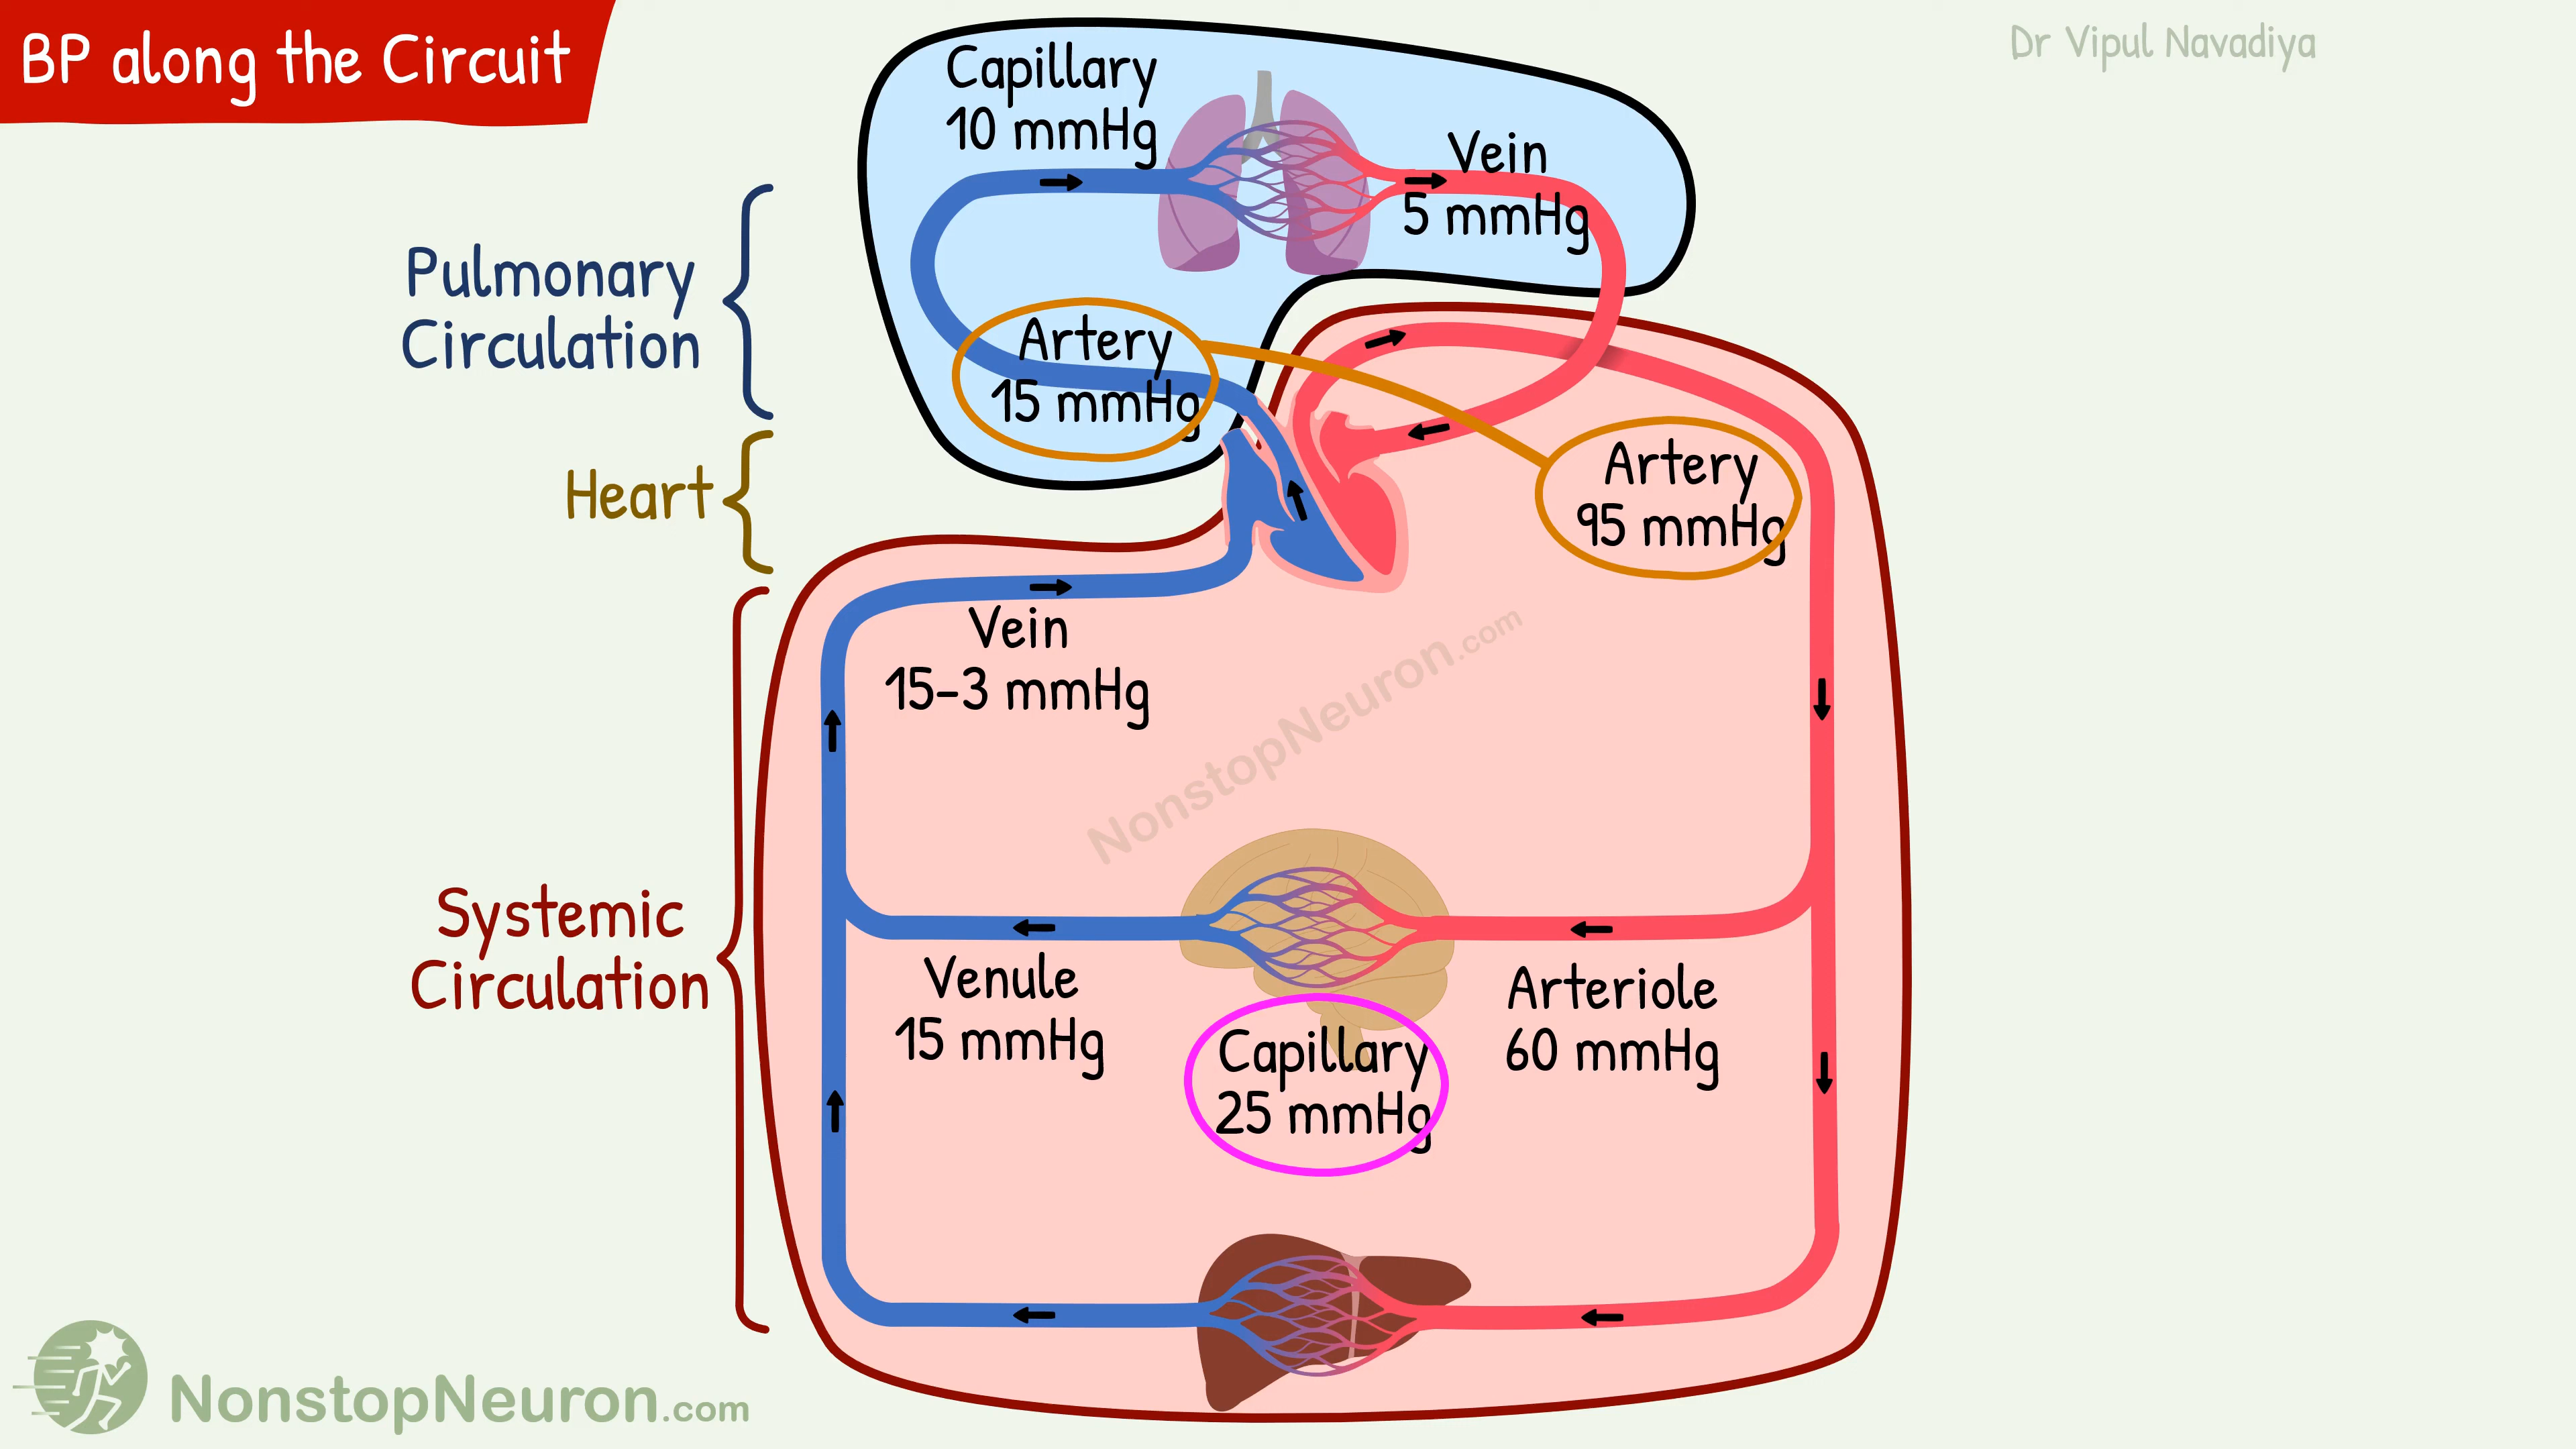 BP along the Circuit
Dr Vipul Navadiya
Capillary
10 mmHg
Vein
5 mmHg
Pulmonary
Circulation
Artery
15 mmHg
Heart
Artery
95 mmHg
Vein
15-3 mmHg
NonstopNeuron.com
Systemic
Circulation
Venule
15 mmHg
Capillary
25 mmHg
Arteriole
60 mmHg
NonstopNeuron.com